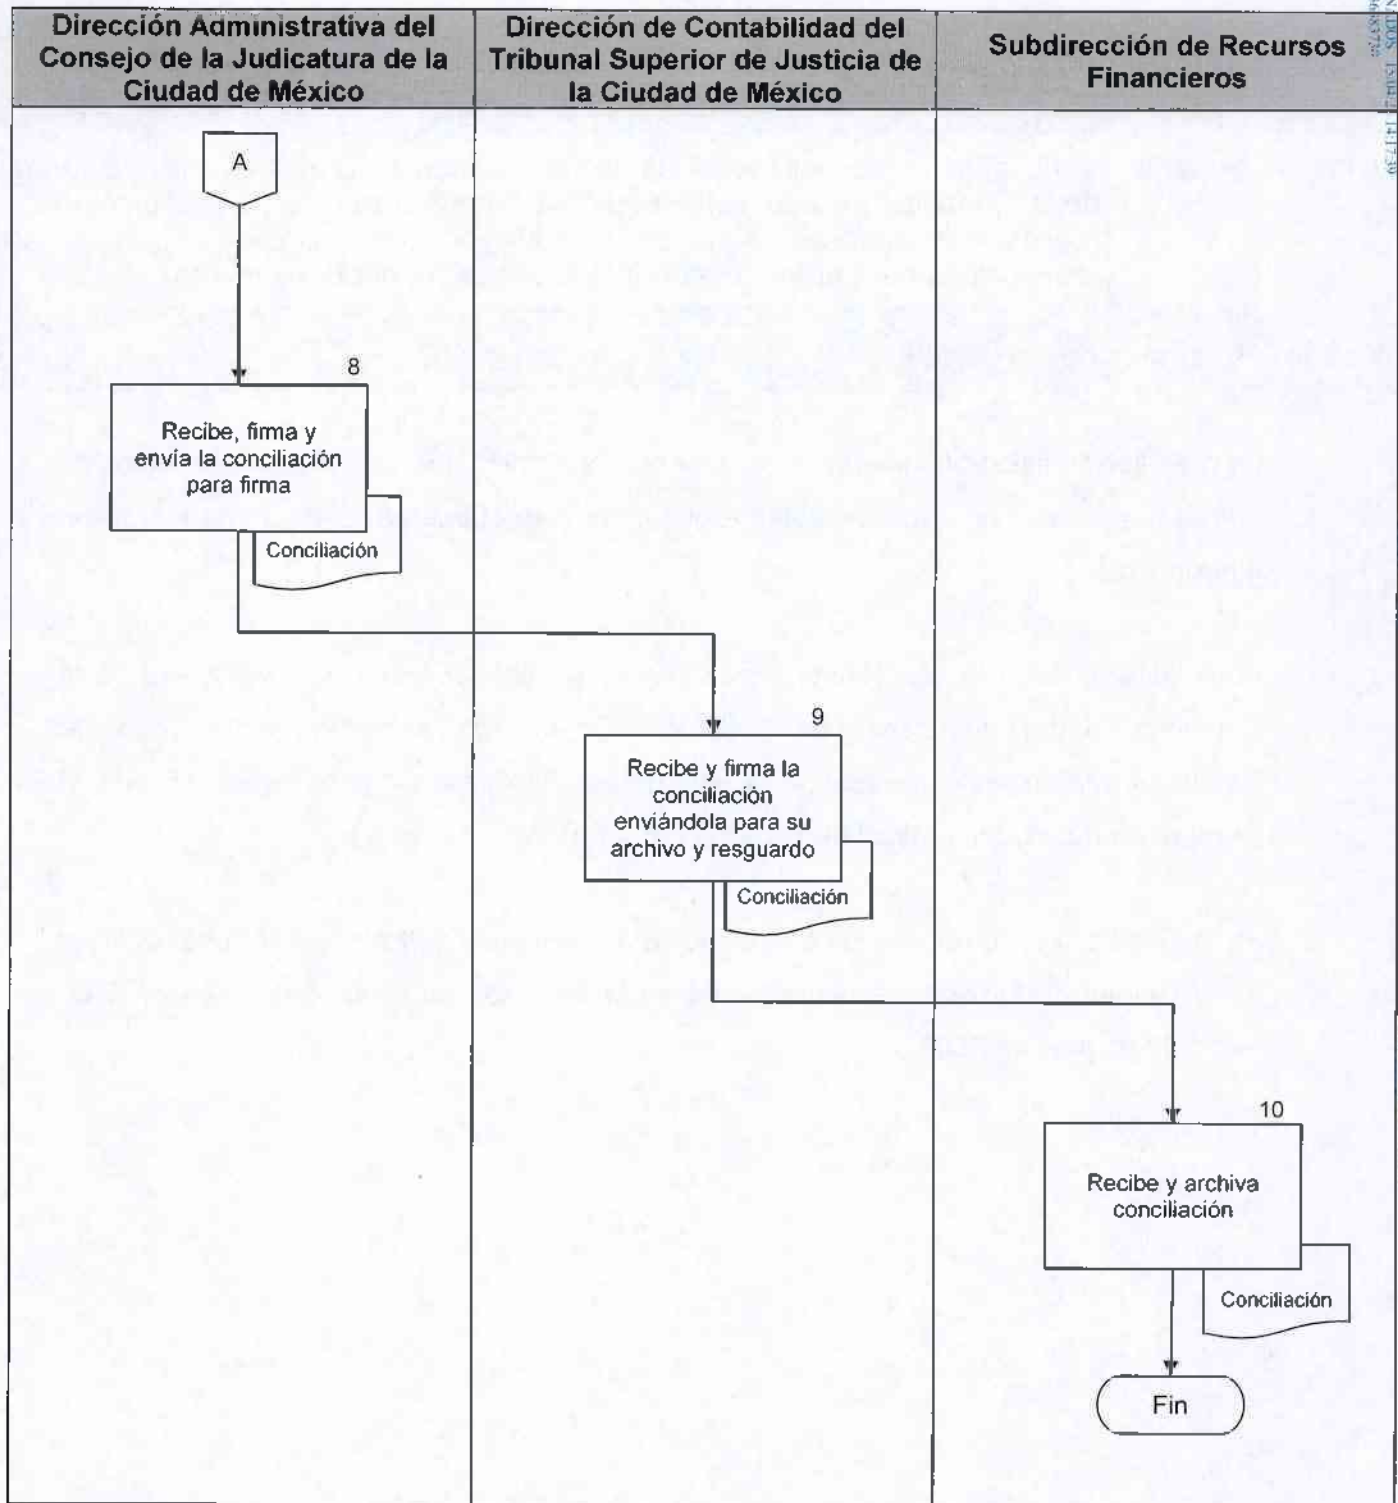 Dirección Administrativa del
Consejo de la Judicatura de la
Ciudad de México
Dirección de Contabilidad del
Tribunal Superior de Justicia de
la Ciudad de México
Subdirección de Recursos
Financieros
A
8
Recibe, firma y
envía la conciliación
para firma
Conciliación
9
Recibe y firma la
conciliación
enviándola para su
archivo y resguardo
Conciliación
10
Recibe y archiva
conciliación
Conciliación
Fin